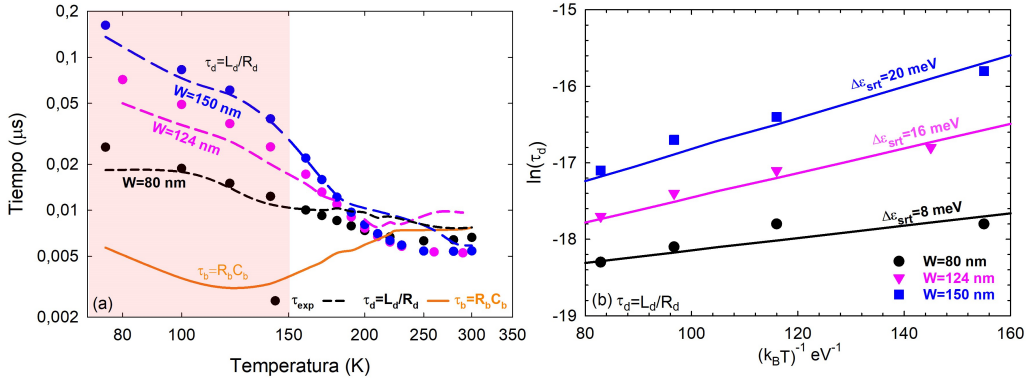 0,2
0,1
0,05
0,02
0,01
0,005
0,002
Tiempo (µs)
τd=Ld/Rd
W=150 nm
W=124 nm
W=80 nm
τb=RbCb
(a)
τexp
τd=Ld/Rd
τb=RbCb
80 100 150 200 250 300 350
Temperatura (K)
-15
-16
-17
-18
-19
ln(τd)
Δεsrt=20 meV
Δεsrt=16 meV
Δεsrt=8 meV
W=80 nm
W=124 nm
W=150 nm
(b) τd=Ld/Rd
80 100 120 140 160
(kBT)⁻¹ eV⁻¹